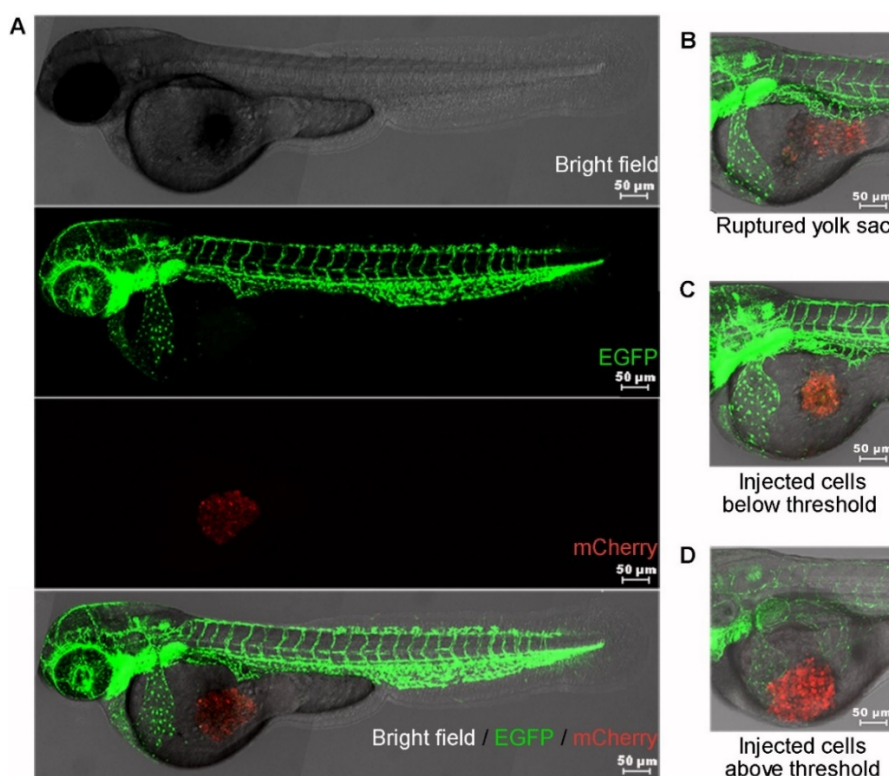 A
Bright field
50 µm
EGFP
50 µm
mCherry
50 µm
Bright field / EGFP / mCherry
50 µm
B
50 µm
Ruptured yolk sac
C
50 µm
Injected cells
below threshold
D
50 µm
Injected cells
above threshold